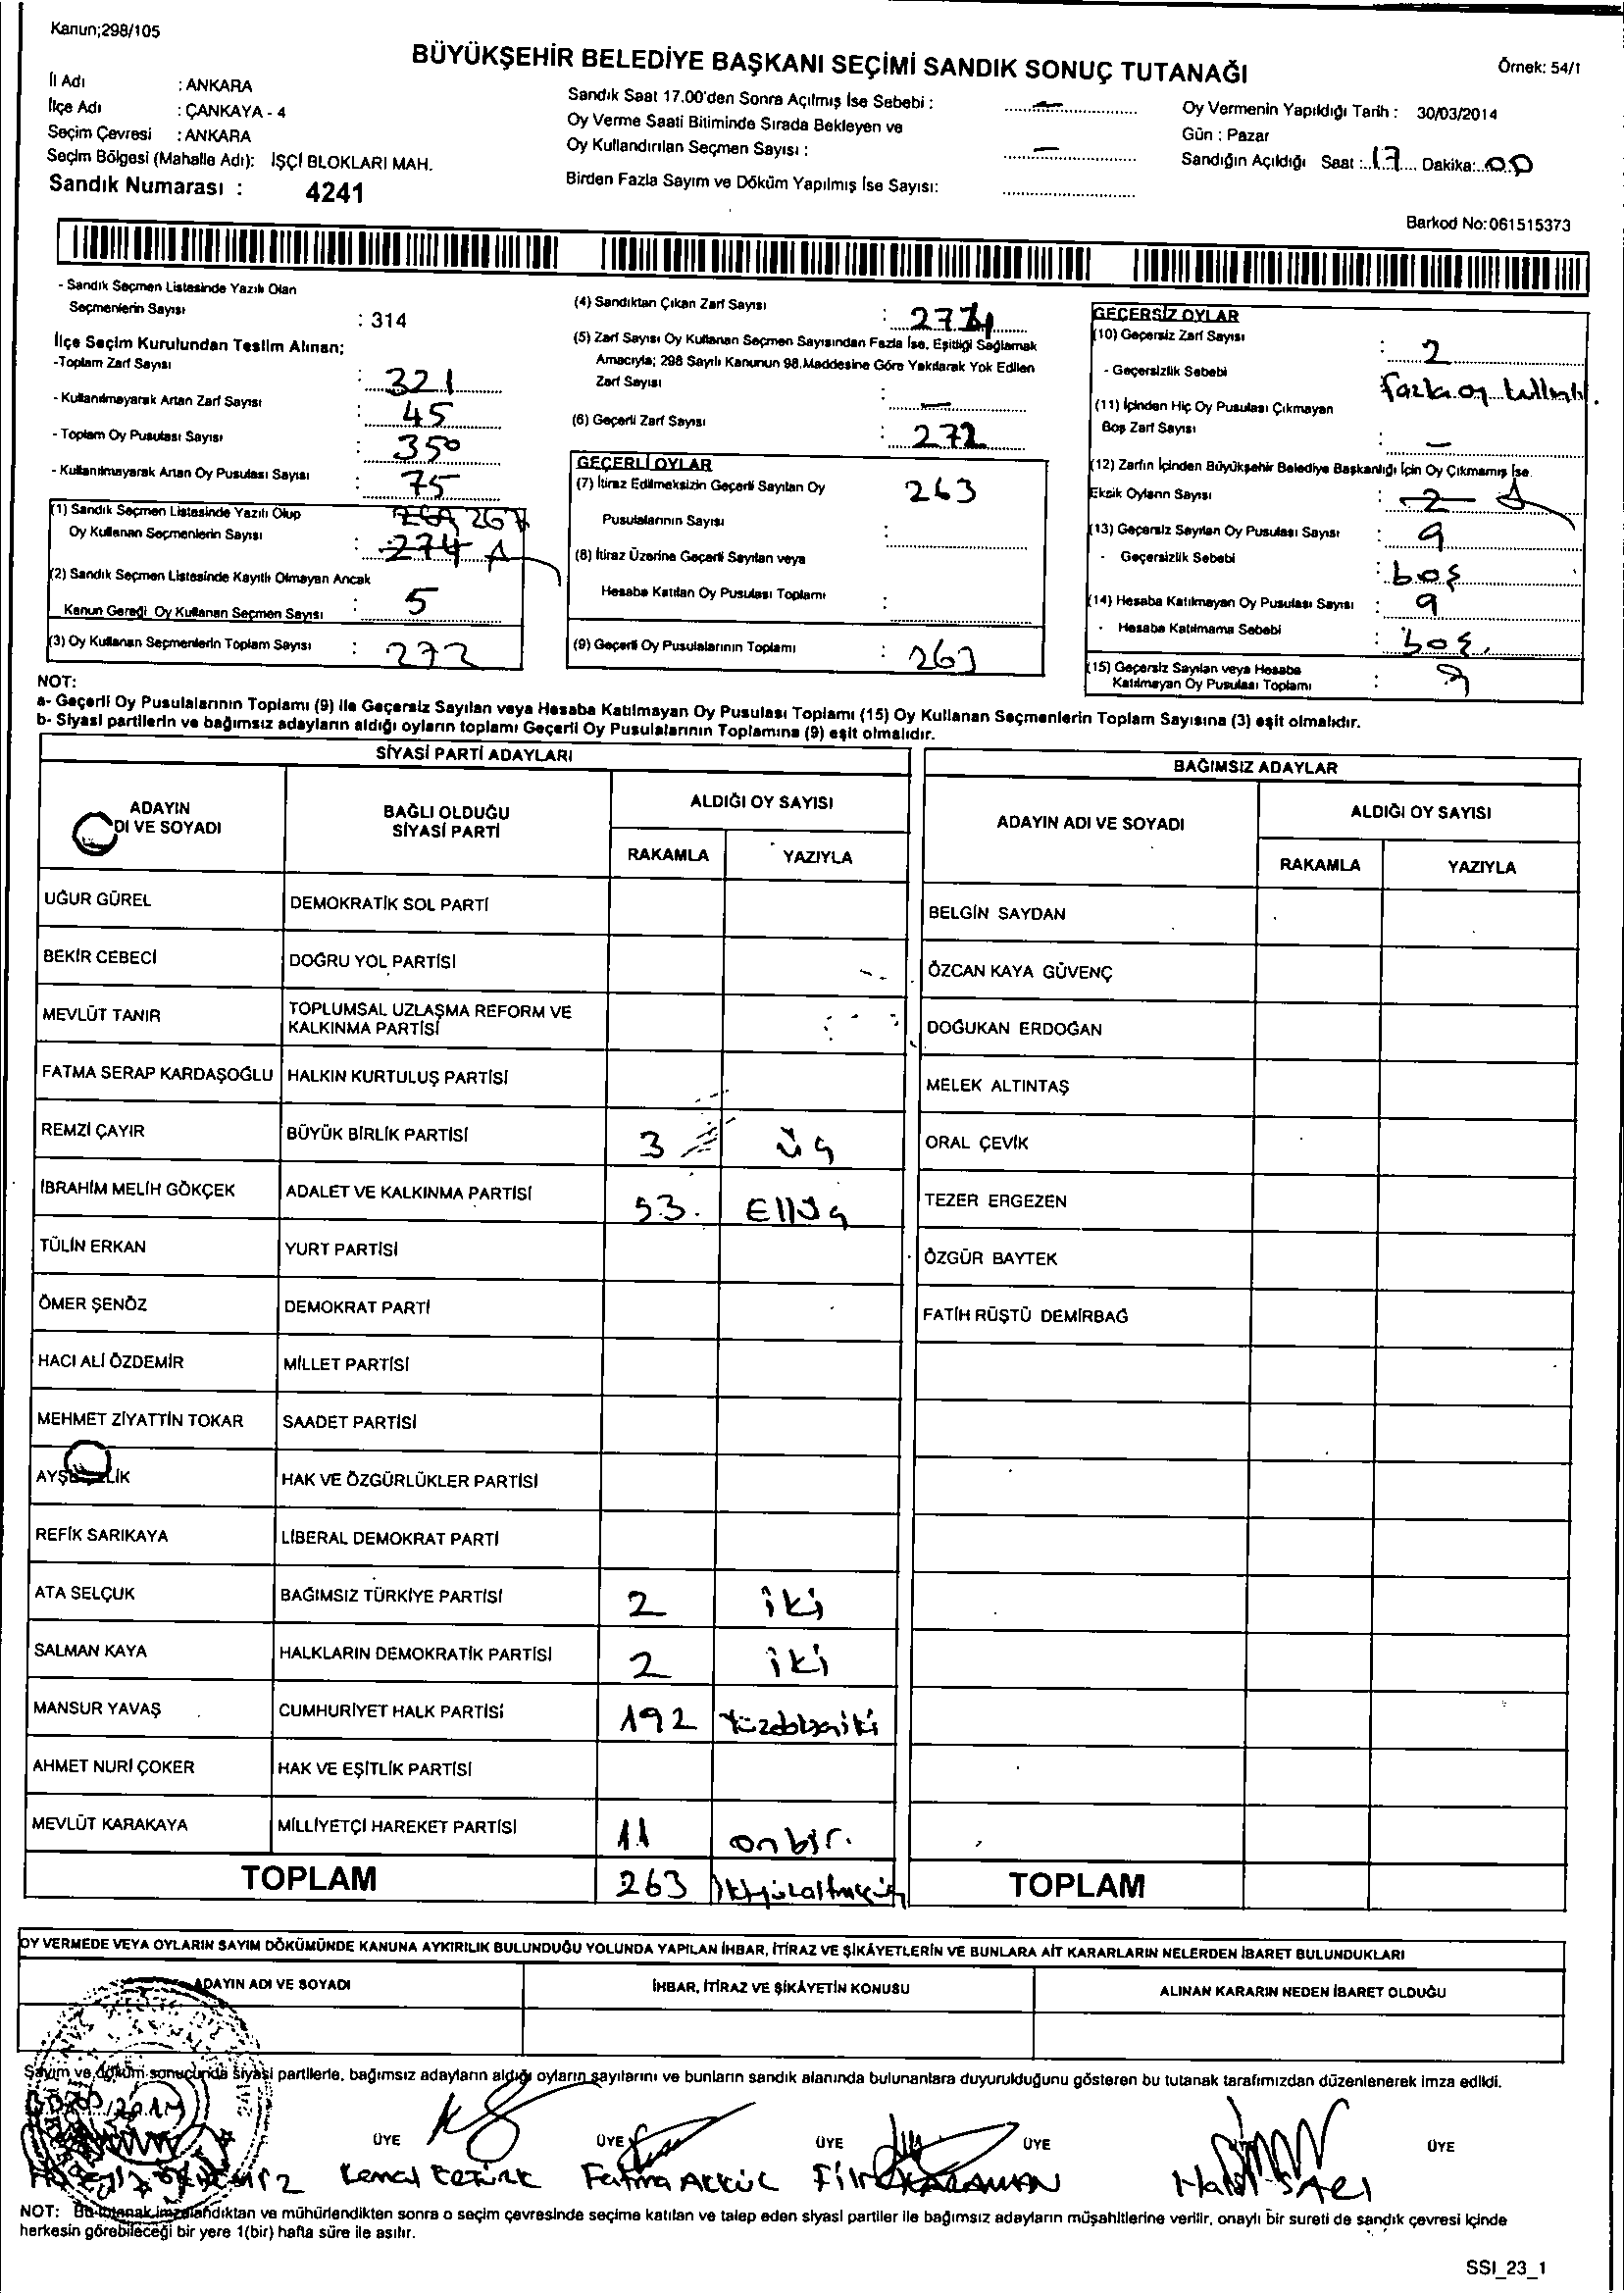 Kanun;298/105
BÜYÜKŞEHİR BELEDİYE BAŞKANI SEÇİMİ SANDIK SONUÇ TUTANAĞI
Örnek: 54/1
İl Adı : ANKARA
İlçe Adı : ÇANKAYA - 4
Seçim Çevresi : ANKARA
Seçim Bölgesi (Mahalle Adı): İŞÇİ BLOKLARI MAH.
Sandık Numarası : 4241
Sandık Saat 17.00'den Sonra Açılmış İse Sebebi : —
Oy Verme Saati Bitiminde Sırada Bekleyen ve
Oy Kullandırılan Seçmen Sayısı : —
Birden Fazla Sayım ve Döküm Yapılmış İse Sayısı:
Oy Vermenin Yapıldığı Tarih : 30/03/2014
Gün : Pazar
Sandığın Açıldığı Saat : 17 Dakika: 00
Barkod No:061515373
- Sandık Seçmen Listesinde Yazılı Olan
Seçmenlerin Sayısı : 314
İlçe Seçim Kurulundan Teslim Alınan;
-Toplam Zarf Sayısı : 321
- Kullanılmayarak Artan Zarf Sayısı : 45
- Toplam Oy Pusulası Sayısı : 350
- Kullanılmayarak Artan Oy Pusulası Sayısı : 75
(1) Sandık Seçmen Listesinde Yazılı Olup 267
Oy Kullanan Seçmenlerin Sayısı : 274
(2) Sandık Seçmen Listesinde Kayıtlı Olmayan Ancak
Kanun Gereği Oy Kullanan Seçmen Sayısı : 5
(3) Oy Kullanan Seçmenlerin Toplam Sayısı : 272
(4) Sandıktan Çıkan Zarf Sayısı :
(5) Zarf Sayısı Oy Kullanan Seçmen Sayısından Fazla İse, Eşitliği Sağlamak
Amacıyla; 298 Sayılı Kanunun 98.Maddesine Göre Yakılarak Yok Edilen
Zarf Sayısı : —
(6) Geçerli Zarf Sayısı : 272
GEÇERLİ OYLAR
(7) İtiraz Edilmeksizin Geçerli Sayılan Oy 263
Pusulalarının Sayısı :
(8) İtiraz Üzerine Geçerli Sayılan veya
Hesaba Katılan Oy Pusulası Toplamı :
(9) Geçerli Oy Pusulalarının Toplamı : 263
GEÇERSİZ OYLAR
(10) Geçersiz Zarf Sayısı : 2
- Geçersizlik Sebebi : fazla oy
(11) İçinden Hiç Oy Pusulası Çıkmayan
Boş Zarf Sayısı : —
(12) Zarfın İçinden Büyükşehir Belediye Başkanlığı İçin Oy Çıkmamış İse
Eksik Oyların Sayısı : 2
(13) Geçersiz Sayılan Oy Pusulası Sayısı : 9
- Geçersizlik Sebebi : boş
(14) Hesaba Katılmayan Oy Pusulası Sayısı : 9
- Hesaba Katılmama Sebebi : boş.
(15) Geçersiz Sayılan veya Hesaba
Katılmayan Oy Pusulası Toplamı : 9
NOT:
a- Geçerli Oy Pusulalarının Toplamı (9) ile Geçersiz Sayılan veya Hesaba Katılmayan Oy Pusulası Toplamı (15) Oy Kullanan Seçmenlerin Toplam Sayısına (3) eşit olmalıdır.
b- Siyasi partilerin ve bağımsız adayların aldığı oyların toplamı Geçerli Oy Pusulalarının Toplamına (9) eşit olmalıdır.
SİYASİ PARTİ ADAYLARI
ADAYIN
DI VE SOYADI
BAĞLI OLDUĞU
SİYASİ PARTİ
ALDIĞI OY SAYISI
RAKAMLA YAZIYLA
UĞUR GÜREL DEMOKRATİK SOL PARTİ
BEKİR CEBECİ DOĞRU YOL PARTİSİ
MEVLÜT TANIR TOPLUMSAL UZLAŞMA REFORM VE
KALKINMA PARTİSİ
FATMA SERAP KARDAŞOĞLU HALKIN KURTULUŞ PARTİSİ
REMZİ ÇAYIR BÜYÜK BİRLİK PARTİSİ 3 üç
İBRAHİM MELİH GÖKÇEK ADALET VE KALKINMA PARTİSİ 53. Ellüç
TÜLİN ERKAN YURT PARTİSİ
ÖMER ŞENÖZ DEMOKRAT PARTİ
HACI ALİ ÖZDEMİR MİLLET PARTİSİ
MEHMET ZİYATTİN TOKAR SAADET PARTİSİ
HAK VE ÖZGÜRLÜKLER PARTİSİ
REFİK SARIKAYA LİBERAL DEMOKRAT PARTİ
ATA SELÇUK BAĞIMSIZ TÜRKİYE PARTİSİ 2 iki
SALMAN KAYA HALKLARIN DEMOKRATİK PARTİSİ 2 iki
MANSUR YAVAŞ CUMHURİYET HALK PARTİSİ 192
AHMET NURİ ÇOKER HAK VE EŞİTLİK PARTİSİ
MEVLÜT KARAKAYA MİLLİYETÇİ HAREKET PARTİSİ 11 onbir.
TOPLAM 263
BAĞIMSIZ ADAYLAR
ADAYIN ADI VE SOYADI
ALDIĞI OY SAYISI
RAKAMLA YAZIYLA
BELGİN SAYDAN
ÖZCAN KAYA GÜVENÇ
DOĞUKAN ERDOĞAN
MELEK ALTINTAŞ
ORAL ÇEVİK
TEZER ERGEZEN
ÖZGÜR BAYTEK
FATİH RÜŞTÜ DEMİRBAĞ
TOPLAM
OY VERMEDE VEYA OYLARIN SAYIM DÖKÜMÜNDE KANUNA AYKIRILIK BULUNDUĞU YOLUNDA YAPILAN İHBAR, İTİRAZ VE ŞİKÂYETLERİN VE BUNLARA AİT KARARLARIN NELERDEN İBARET BULUNDUKLARI
ADAYIN ADI VE SOYADI İHBAR, İTİRAZ VE ŞİKÂYETİN KONUSU ALINAN KARARIN NEDEN İBARET OLDUĞU
Sayım ve döküm sonucunda siyasi partilerle, bağımsız adayların aldığı oyların sayılarını ve bunların sandık alanında bulunanlara duyurulduğunu gösteren bu tutanak tarafımızdan düzenlenerek imza edildi.
ÜYE ÜYE ÜYE ÜYE ÜYE
Kemal Fatma AKKÜL KARAMAN SARI
NOT: Bu tutanak imzalandıktan ve mühürlendikten sonra o seçim çevresinde seçime katılan ve talep eden siyasi partiler ile bağımsız adayların müşahitlerine verilir, onaylı bir sureti de sandık çevresi içinde
herkesin görebileceği bir yere 1(bir) hafta süre ile asılır.
SSI_23_1